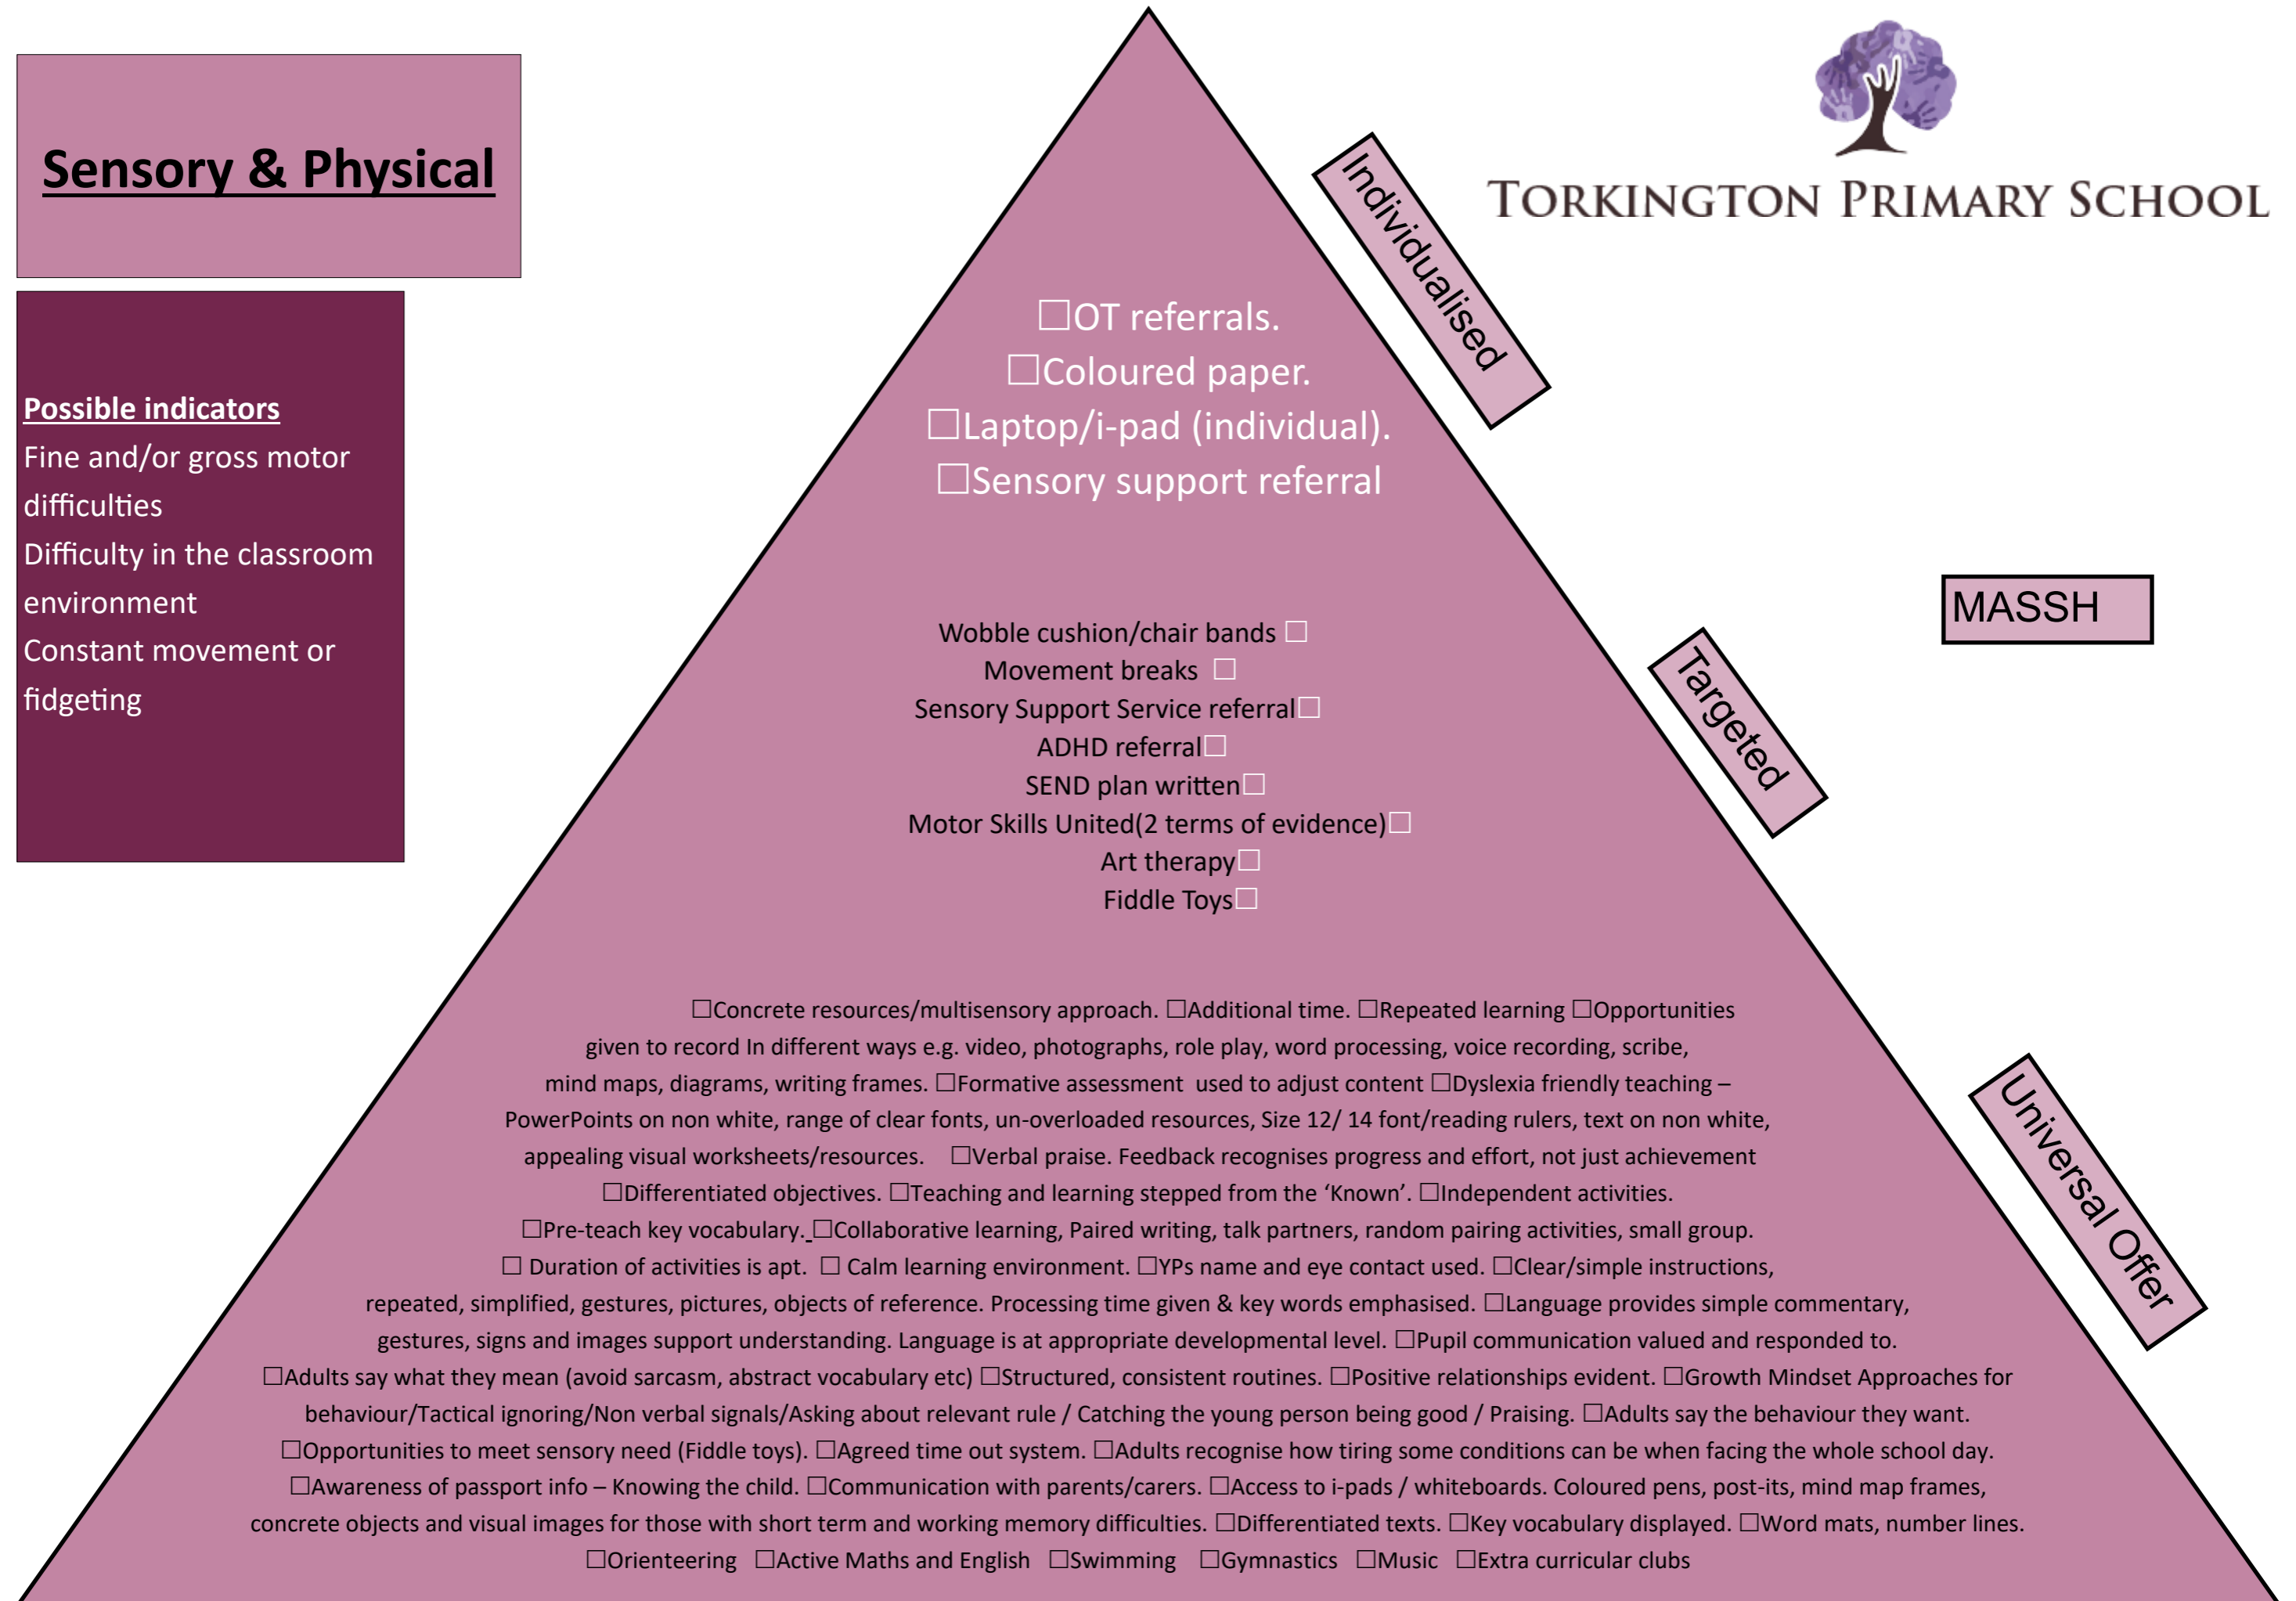 Sensory & Physical
TORKINGTON PRIMARY SCHOOL
Possible indicators
Fine and/or gross motor
difficulties
Difficulty in the classroom
environment
Constant movement or
fidgeting
Individualised
☐OT referrals.
☐Coloured paper.
☐Laptop/i-pad (individual).
☐Sensory support referral
MASSH
Targeted
Wobble cushion/chair bands ☐
Movement breaks ☐
Sensory Support Service referral☐
ADHD referral☐
SEND plan written☐
Motor Skills United(2 terms of evidence)☐
Art therapy☐
Fiddle Toys☐
Universal Offer
☐Concrete resources/multisensory approach. ☐Additional time. ☐Repeated learning ☐Opportunities
given to record In different ways e.g. video, photographs, role play, word processing, voice recording, scribe,
mind maps, diagrams, writing frames. ☐Formative assessment used to adjust content ☐Dyslexia friendly teaching –
PowerPoints on non white, range of clear fonts, un-overloaded resources, Size 12/ 14 font/reading rulers, text on non white,
appealing visual worksheets/resources. ☐Verbal praise. Feedback recognises progress and effort, not just achievement
☐Differentiated objectives. ☐Teaching and learning stepped from the ‘Known’. ☐Independent activities.
☐Pre-teach key vocabulary. ☐Collaborative learning, Paired writing, talk partners, random pairing activities, small group.
☐ Duration of activities is apt. ☐ Calm learning environment. ☐YPs name and eye contact used. ☐Clear/simple instructions,
repeated, simplified, gestures, pictures, objects of reference. Processing time given & key words emphasised. ☐Language provides simple commentary,
gestures, signs and images support understanding. Language is at appropriate developmental level. ☐Pupil communication valued and responded to.
☐Adults say what they mean (avoid sarcasm, abstract vocabulary etc) ☐Structured, consistent routines. ☐Positive relationships evident. ☐Growth Mindset Approaches for
behaviour/Tactical ignoring/Non verbal signals/Asking about relevant rule / Catching the young person being good / Praising. ☐Adults say the behaviour they want.
☐Opportunities to meet sensory need (Fiddle toys). ☐Agreed time out system. ☐Adults recognise how tiring some conditions can be when facing the whole school day.
☐Awareness of passport info – Knowing the child. ☐Communication with parents/carers. ☐Access to i-pads / whiteboards. Coloured pens, post-its, mind map frames,
concrete objects and visual images for those with short term and working memory difficulties. ☐Differentiated texts. ☐Key vocabulary displayed. ☐Word mats, number lines.
☐Orienteering ☐Active Maths and English ☐Swimming ☐Gymnastics ☐Music ☐Extra curricular clubs